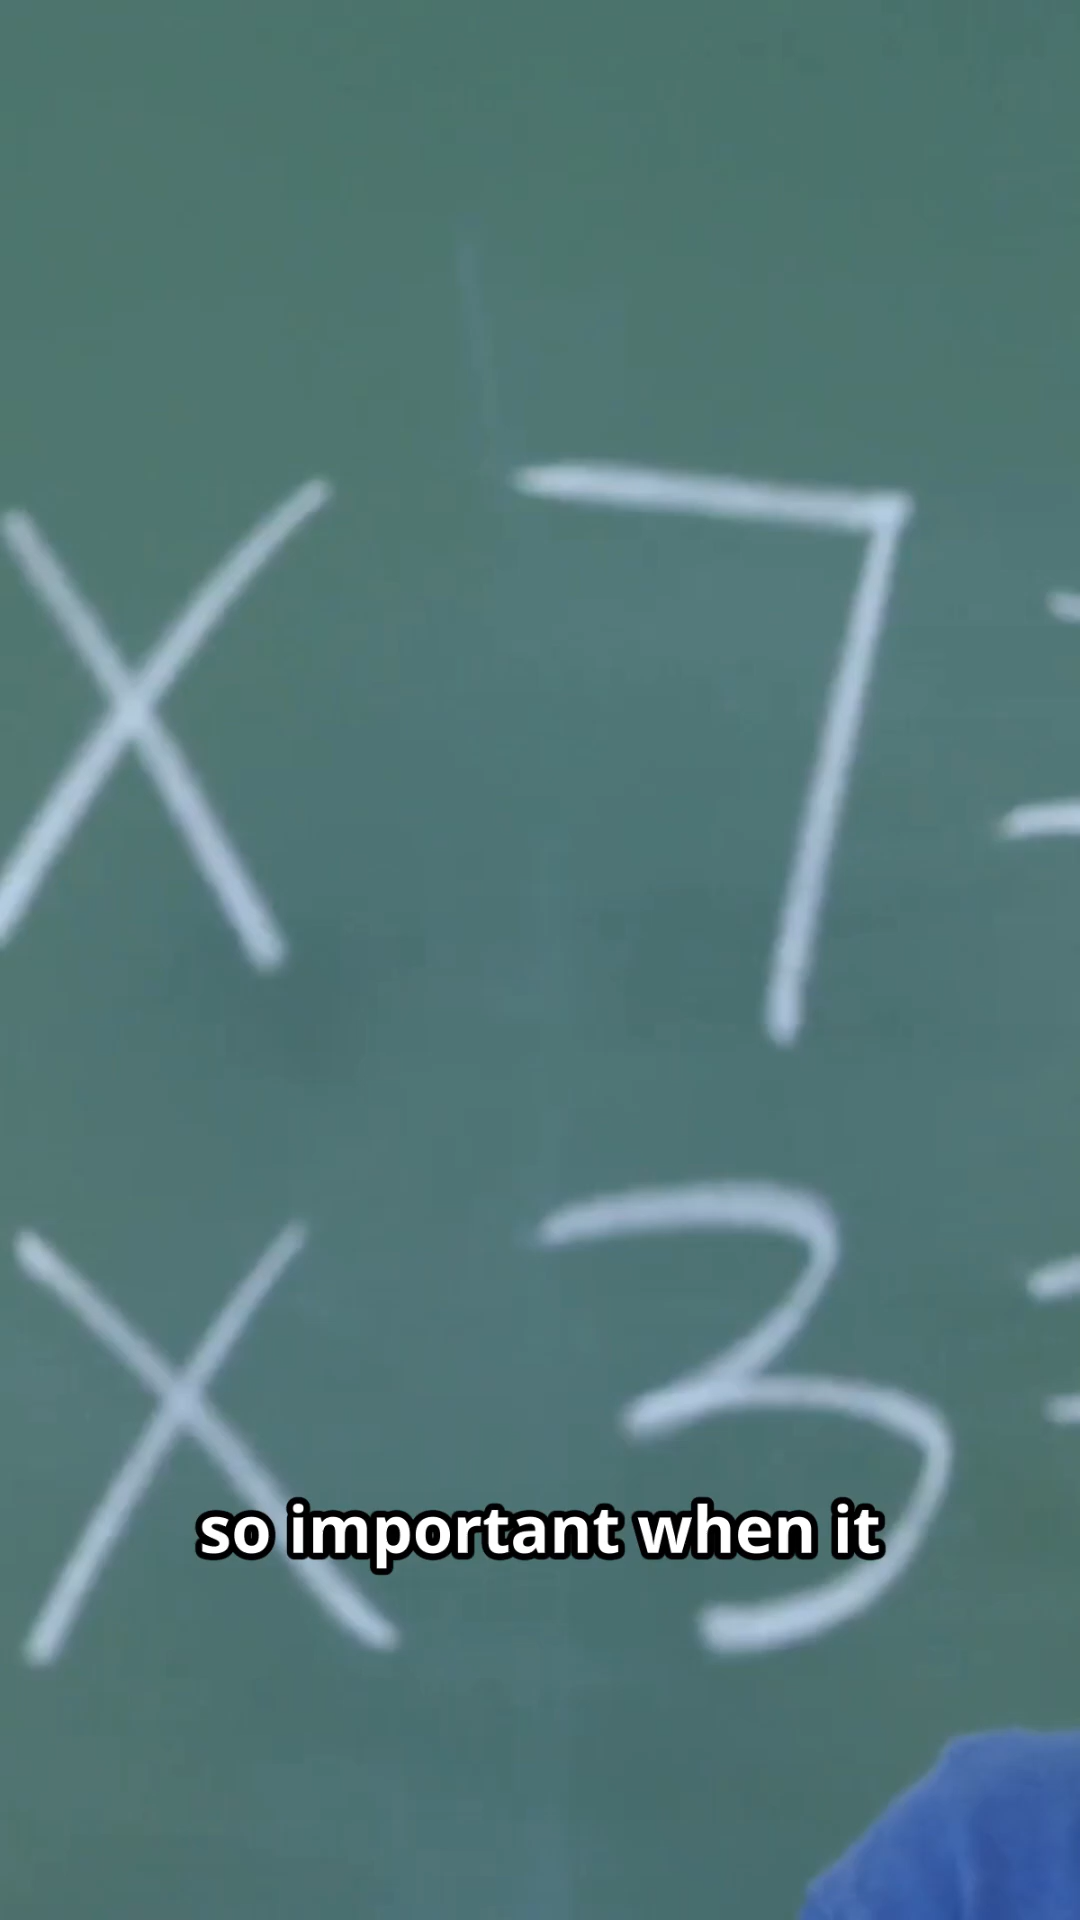 x 7 =
x 3 =
so important when it